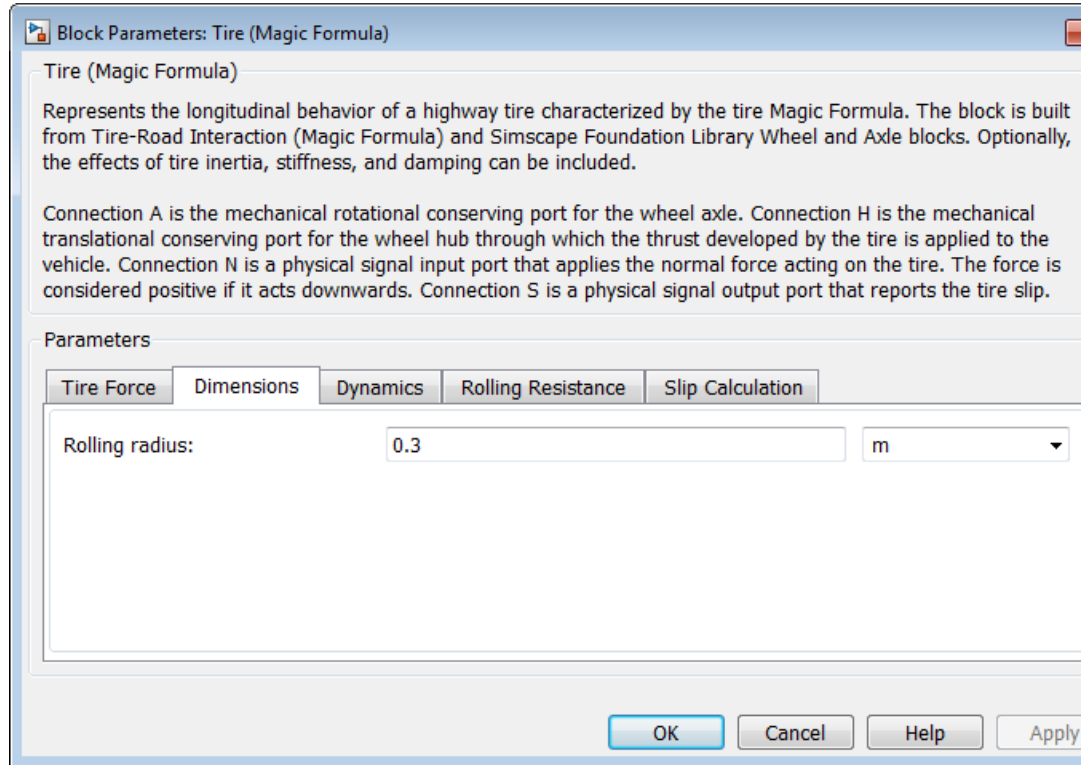 Block Parameters: Tire (Magic Formula)
Tire (Magic Formula)
Represents the longitudinal behavior of a highway tire characterized by the tire Magic Formula. The block is built
from Tire-Road Interaction (Magic Formula) and Simscape Foundation Library Wheel and Axle blocks. Optionally,
the effects of tire inertia, stiffness, and damping can be included.
Connection A is the mechanical rotational conserving port for the wheel axle. Connection H is the mechanical
translational conserving port for the wheel hub through which the thrust developed by the tire is applied to the
vehicle. Connection N is a physical signal input port that applies the normal force acting on the tire. The force is
considered positive if it acts downwards. Connection S is a physical signal output port that reports the tire slip.
Parameters
Tire Force Dimensions Dynamics Rolling Resistance Slip Calculation
Rolling radius: 0.3 m
OK Cancel Help Apply